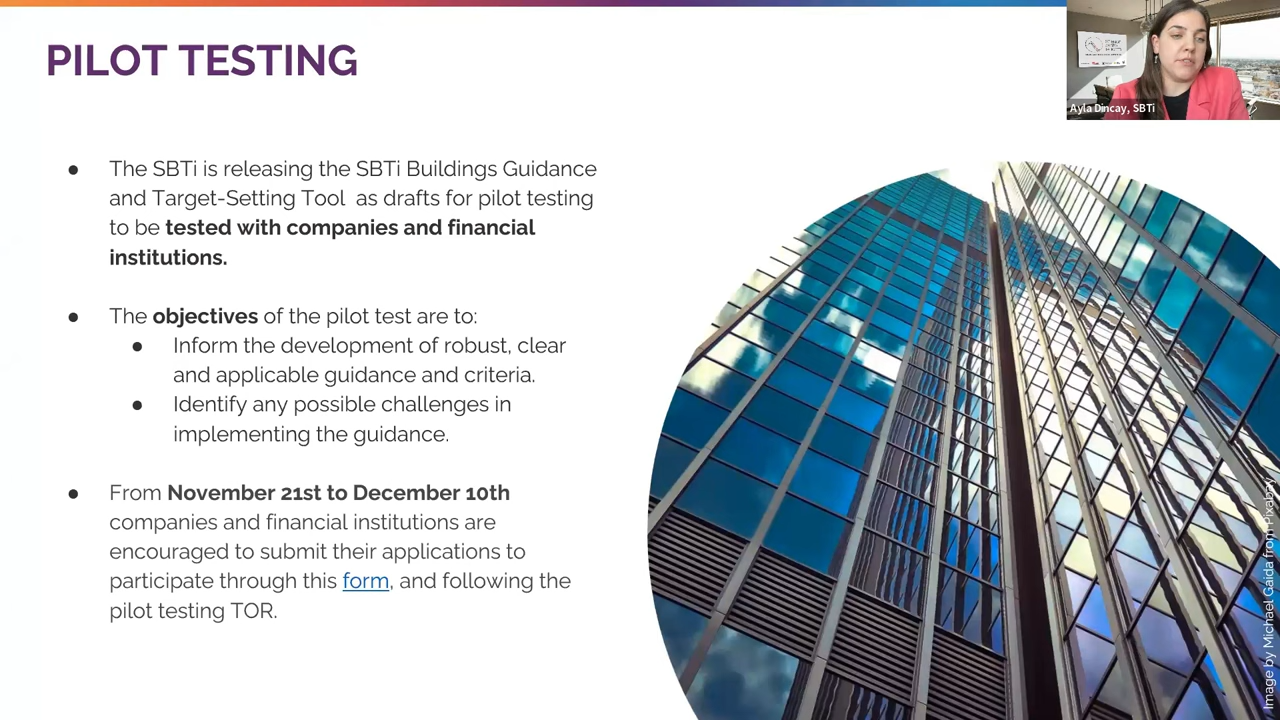 PILOT TESTING
Ayla Dincay, SBTi
● The SBTi is releasing the SBTi Buildings Guidance
and Target-Setting Tool as drafts for pilot testing
to be tested with companies and financial
institutions.
● The objectives of the pilot test are to:
● Inform the development of robust, clear
and applicable guidance and criteria.
● Identify any possible challenges in
implementing the guidance.
● From November 21st to December 10th
companies and financial institutions are
encouraged to submit their applications to
participate through this form, and following the
pilot testing TOR.
Image by Michael Gaida from Pixabay